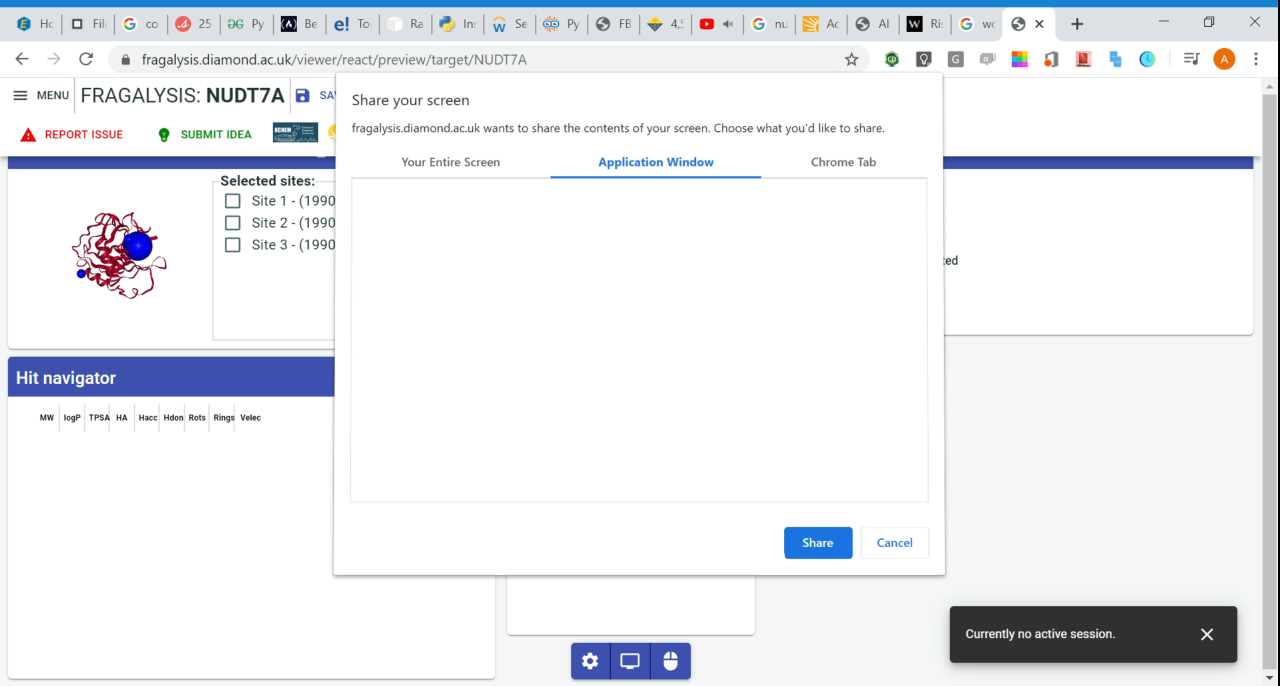 Hc Fil co 25 Py Be To Ra In: Se Py FB 4,5 nu Ac AI Ri: wc
fragalysis.diamond.ac.uk/viewer/react/preview/target/NUDT7A
MENU FRAGALYSIS: NUDT7A SA
REPORT ISSUE SUBMIT IDEA XCHEM
Share your screen
fragalysis.diamond.ac.uk wants to share the contents of your screen. Choose what you'd like to share.
Your Entire Screen Application Window Chrome Tab
Selected sites:
Site 1 - (1990
Site 2 - (1990
Site 3 - (1990
ted
Hit navigator
MW logP TPSA HA Hacc Hdon Rots Rings Velec
Share Cancel
Currently no active session.